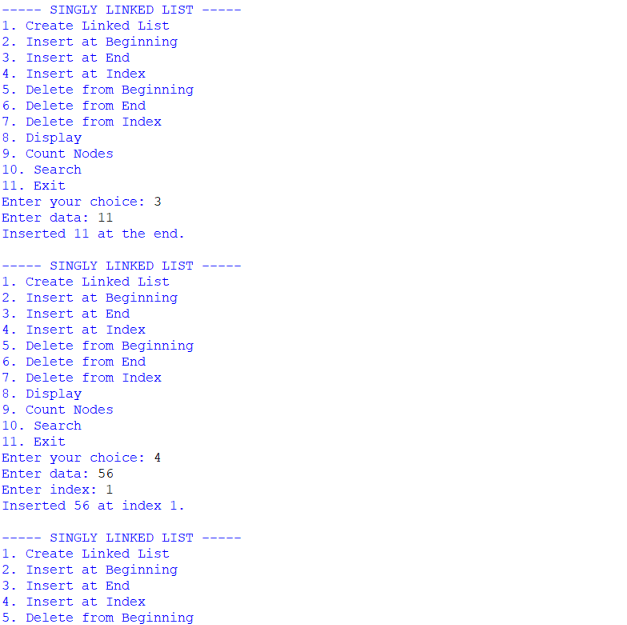 ----- SINGLY LINKED LIST -----
1. Create Linked List
2. Insert at Beginning
3. Insert at End
4. Insert at Index
5. Delete from Beginning
6. Delete from End
7. Delete from Index
8. Display
9. Count Nodes
10. Search
11. Exit
Enter your choice: 3
Enter data: 11
Inserted 11 at the end.

----- SINGLY LINKED LIST -----
1. Create Linked List
2. Insert at Beginning
3. Insert at End
4. Insert at Index
5. Delete from Beginning
6. Delete from End
7. Delete from Index
8. Display
9. Count Nodes
10. Search
11. Exit
Enter your choice: 4
Enter data: 56
Enter index: 1
Inserted 56 at index 1.

----- SINGLY LINKED LIST -----
1. Create Linked List
2. Insert at Beginning
3. Insert at End
4. Insert at Index
5. Delete from Beginning